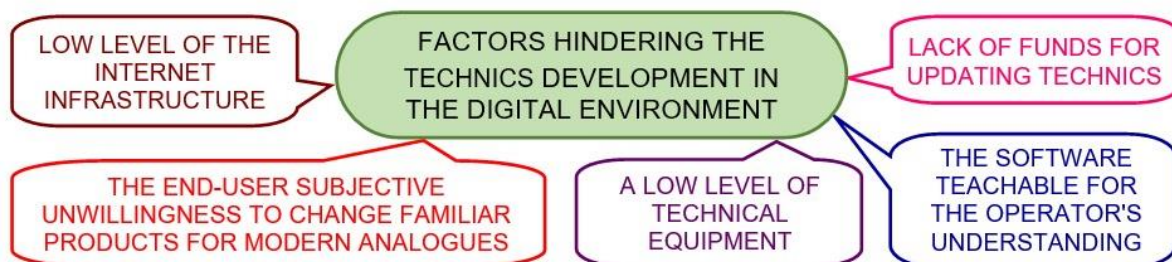 LOW LEVEL OF THE
INTERNET
INFRASTRUCTURE
FACTORS HINDERING THE
TECHNICS DEVELOPMENT IN
THE DIGITAL ENVIRONMENT
LACK OF FUNDS FOR
UPDATING TECHNICS
THE END-USER SUBJECTIVE
UNWILLINGNESS TO CHANGE FAMILIAR
PRODUCTS FOR MODERN ANALOGUES
A LOW LEVEL OF
TECHNICAL
EQUIPMENT
THE SOFTWARE
TEACHABLE FOR
THE OPERATOR'S
UNDERSTANDING